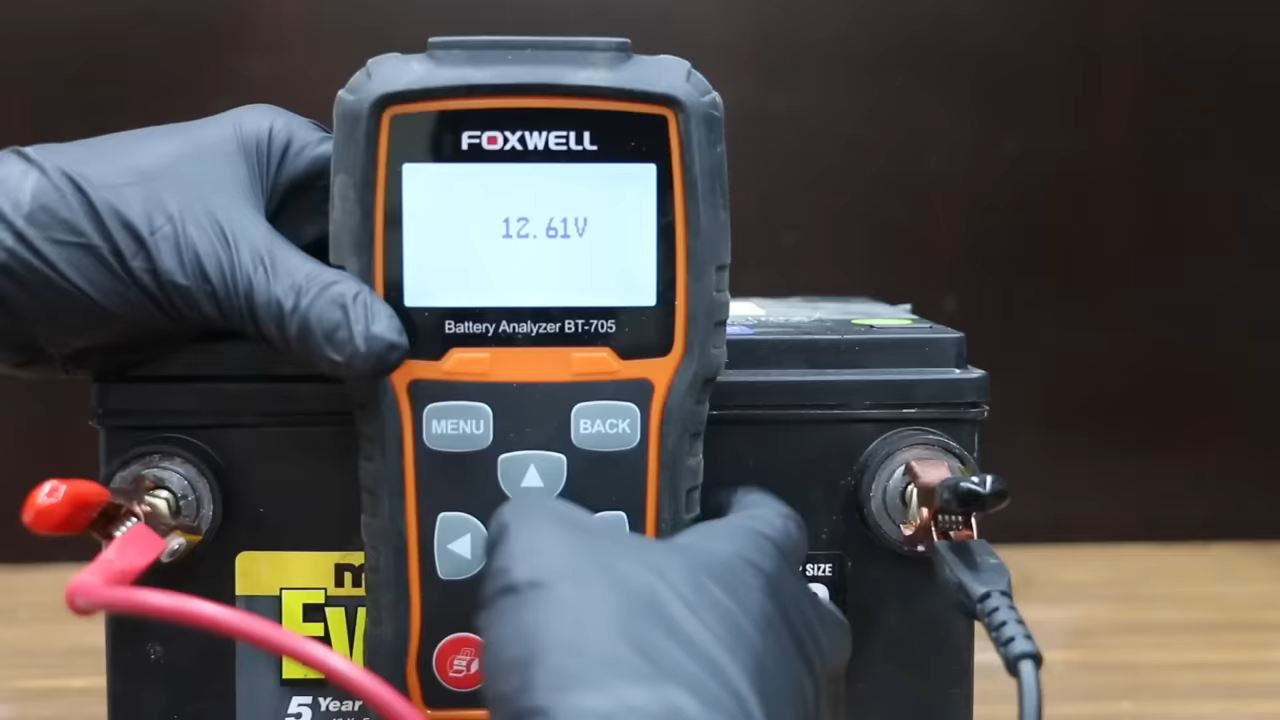 FOXWELL
12.61V
Battery Analyzer BT-705
MENU
BACK
SIZE
5 Year